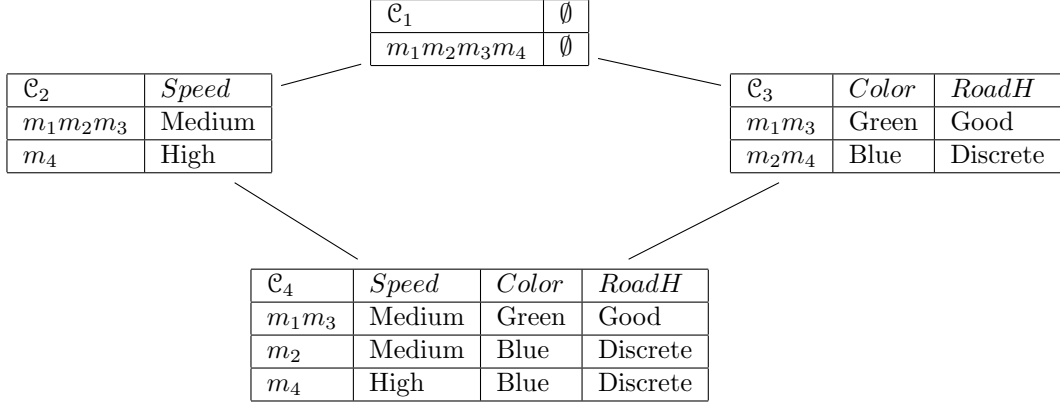 𝒞₁ ∅
m₁m₂m₃m₄ ∅
𝒞₂ Speed
m₁m₂m₃ Medium
m₄ High
𝒞₃ Color RoadH
m₁m₃ Green Good
m₂m₄ Blue Discrete
𝒞₄ Speed Color RoadH
m₁m₃ Medium Green Good
m₂ Medium Blue Discrete
m₄ High Blue Discrete